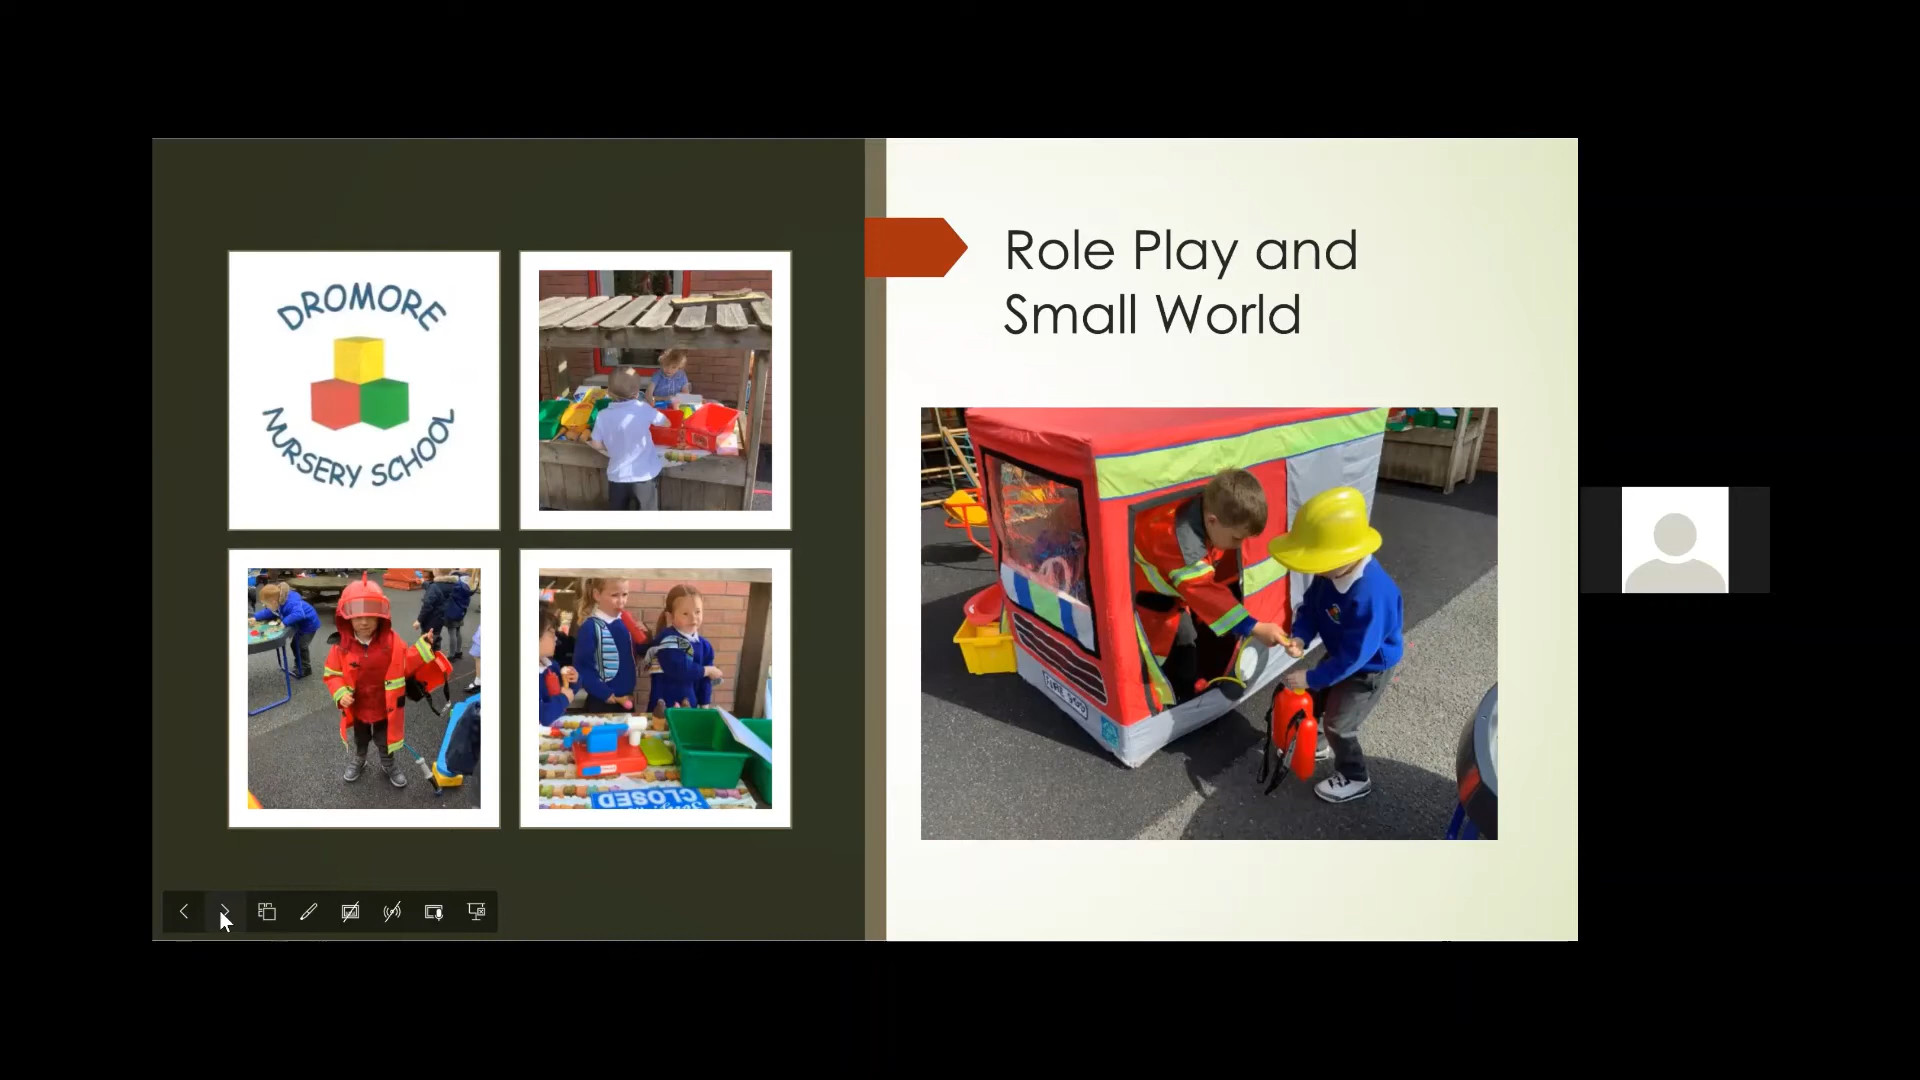 DROMORE
NURSERY SCHOOL
Role Play and
Small World
CLOSED